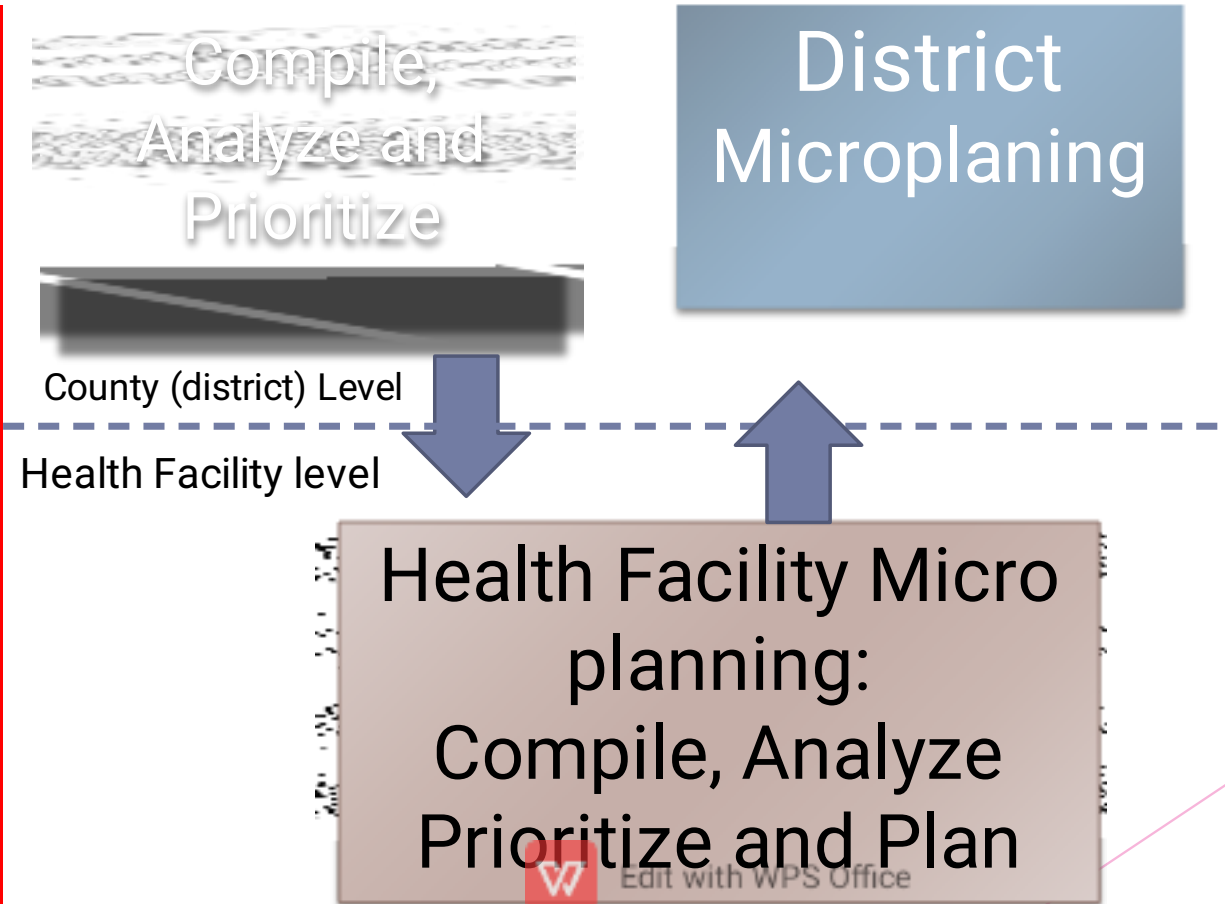 Compile,
Analyze and
Prioritize
District
Microplaning
County (district) Level
Health Facility level
Health Facility Micro
planning:
Compile, Analyze
Prioritize and Plan
Edit with WPS Office